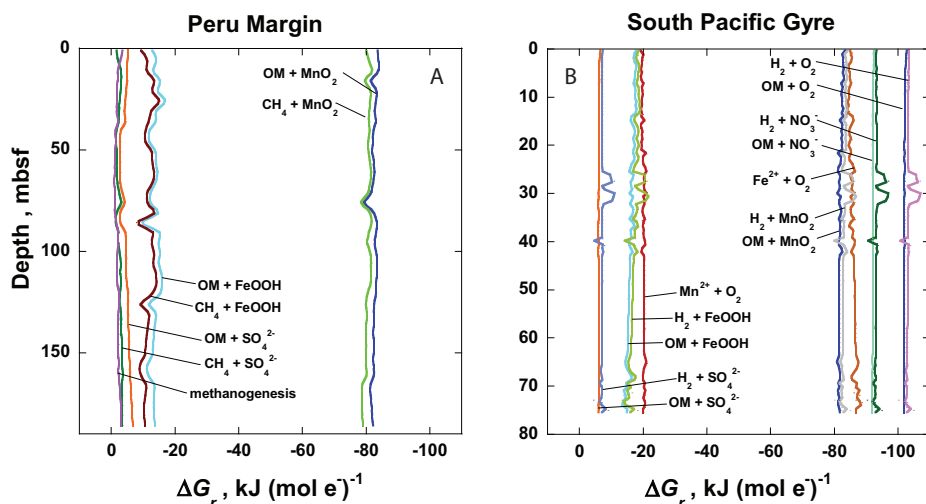 Peru Margin
South Pacific Gyre
A
B
Depth , mbsf
0
50
100
150
0
-20
-40
-60
-80
-100
ΔGᵣ , kJ (mol e⁻)⁻¹
OM + MnO₂
CH₄ + MnO₂
OM + FeOOH
CH₄ + FeOOH
OM + SO₄²⁻
CH₄ + SO₄²⁻
methanogenesis
0
10
20
30
40
50
60
70
80
0
-20
-40
-60
-80
-100
ΔGᵣ , kJ (mol e⁻)⁻¹
H₂ + O₂
OM + O₂
H₂ + NO₃⁻
OM + NO₃⁻
Fe²⁺ + O₂
H₂ + MnO₂
OM + MnO₂
Mn²⁺ + O₂
H₂ + FeOOH
OM + FeOOH
H₂ + SO₄²⁻
OM + SO₄²⁻